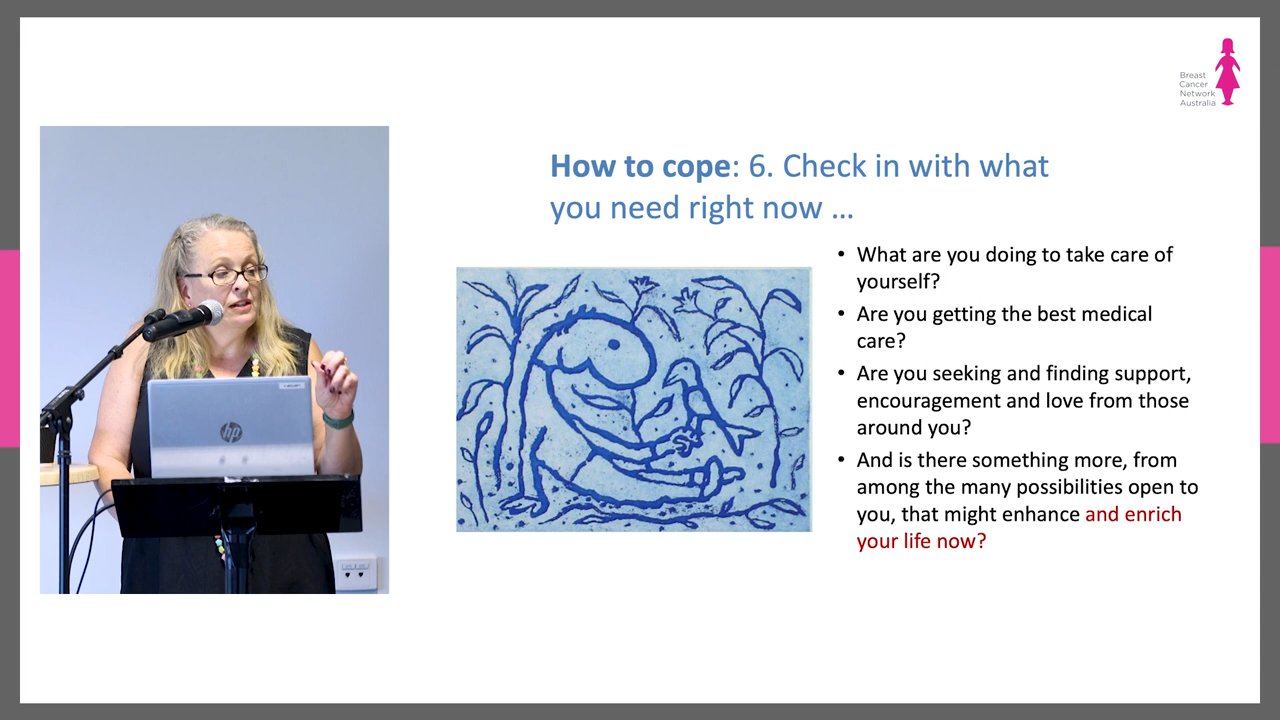 Breast
Cancer
Network
Australia
How to cope: 6. Check in with what
you need right now ...
• What are you doing to take care of
yourself?
• Are you getting the best medical
care?
• Are you seeking and finding support,
encouragement and love from those
around you?
• And is there something more, from
among the many possibilities open to
you, that might enhance and enrich
your life now?
hp